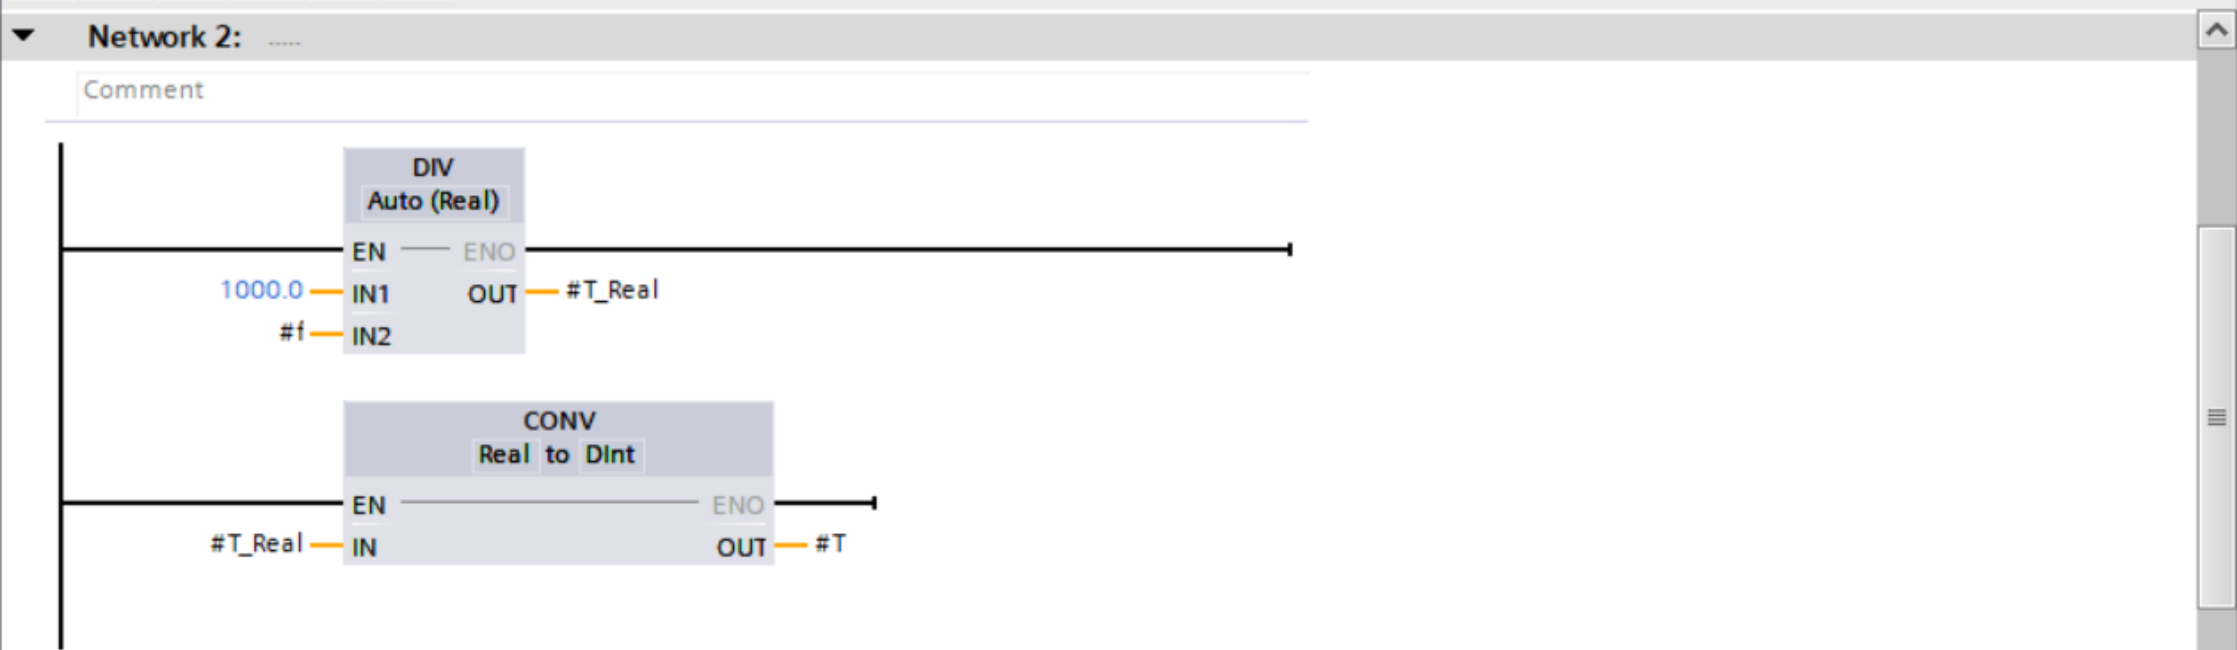 Network 2: .....
Comment
DIV
Auto (Real)
EN ENO
1000.0 IN1 OUT #T_Real
#f IN2
CONV
Real to DInt
EN ENO
#T_Real IN OUT #T